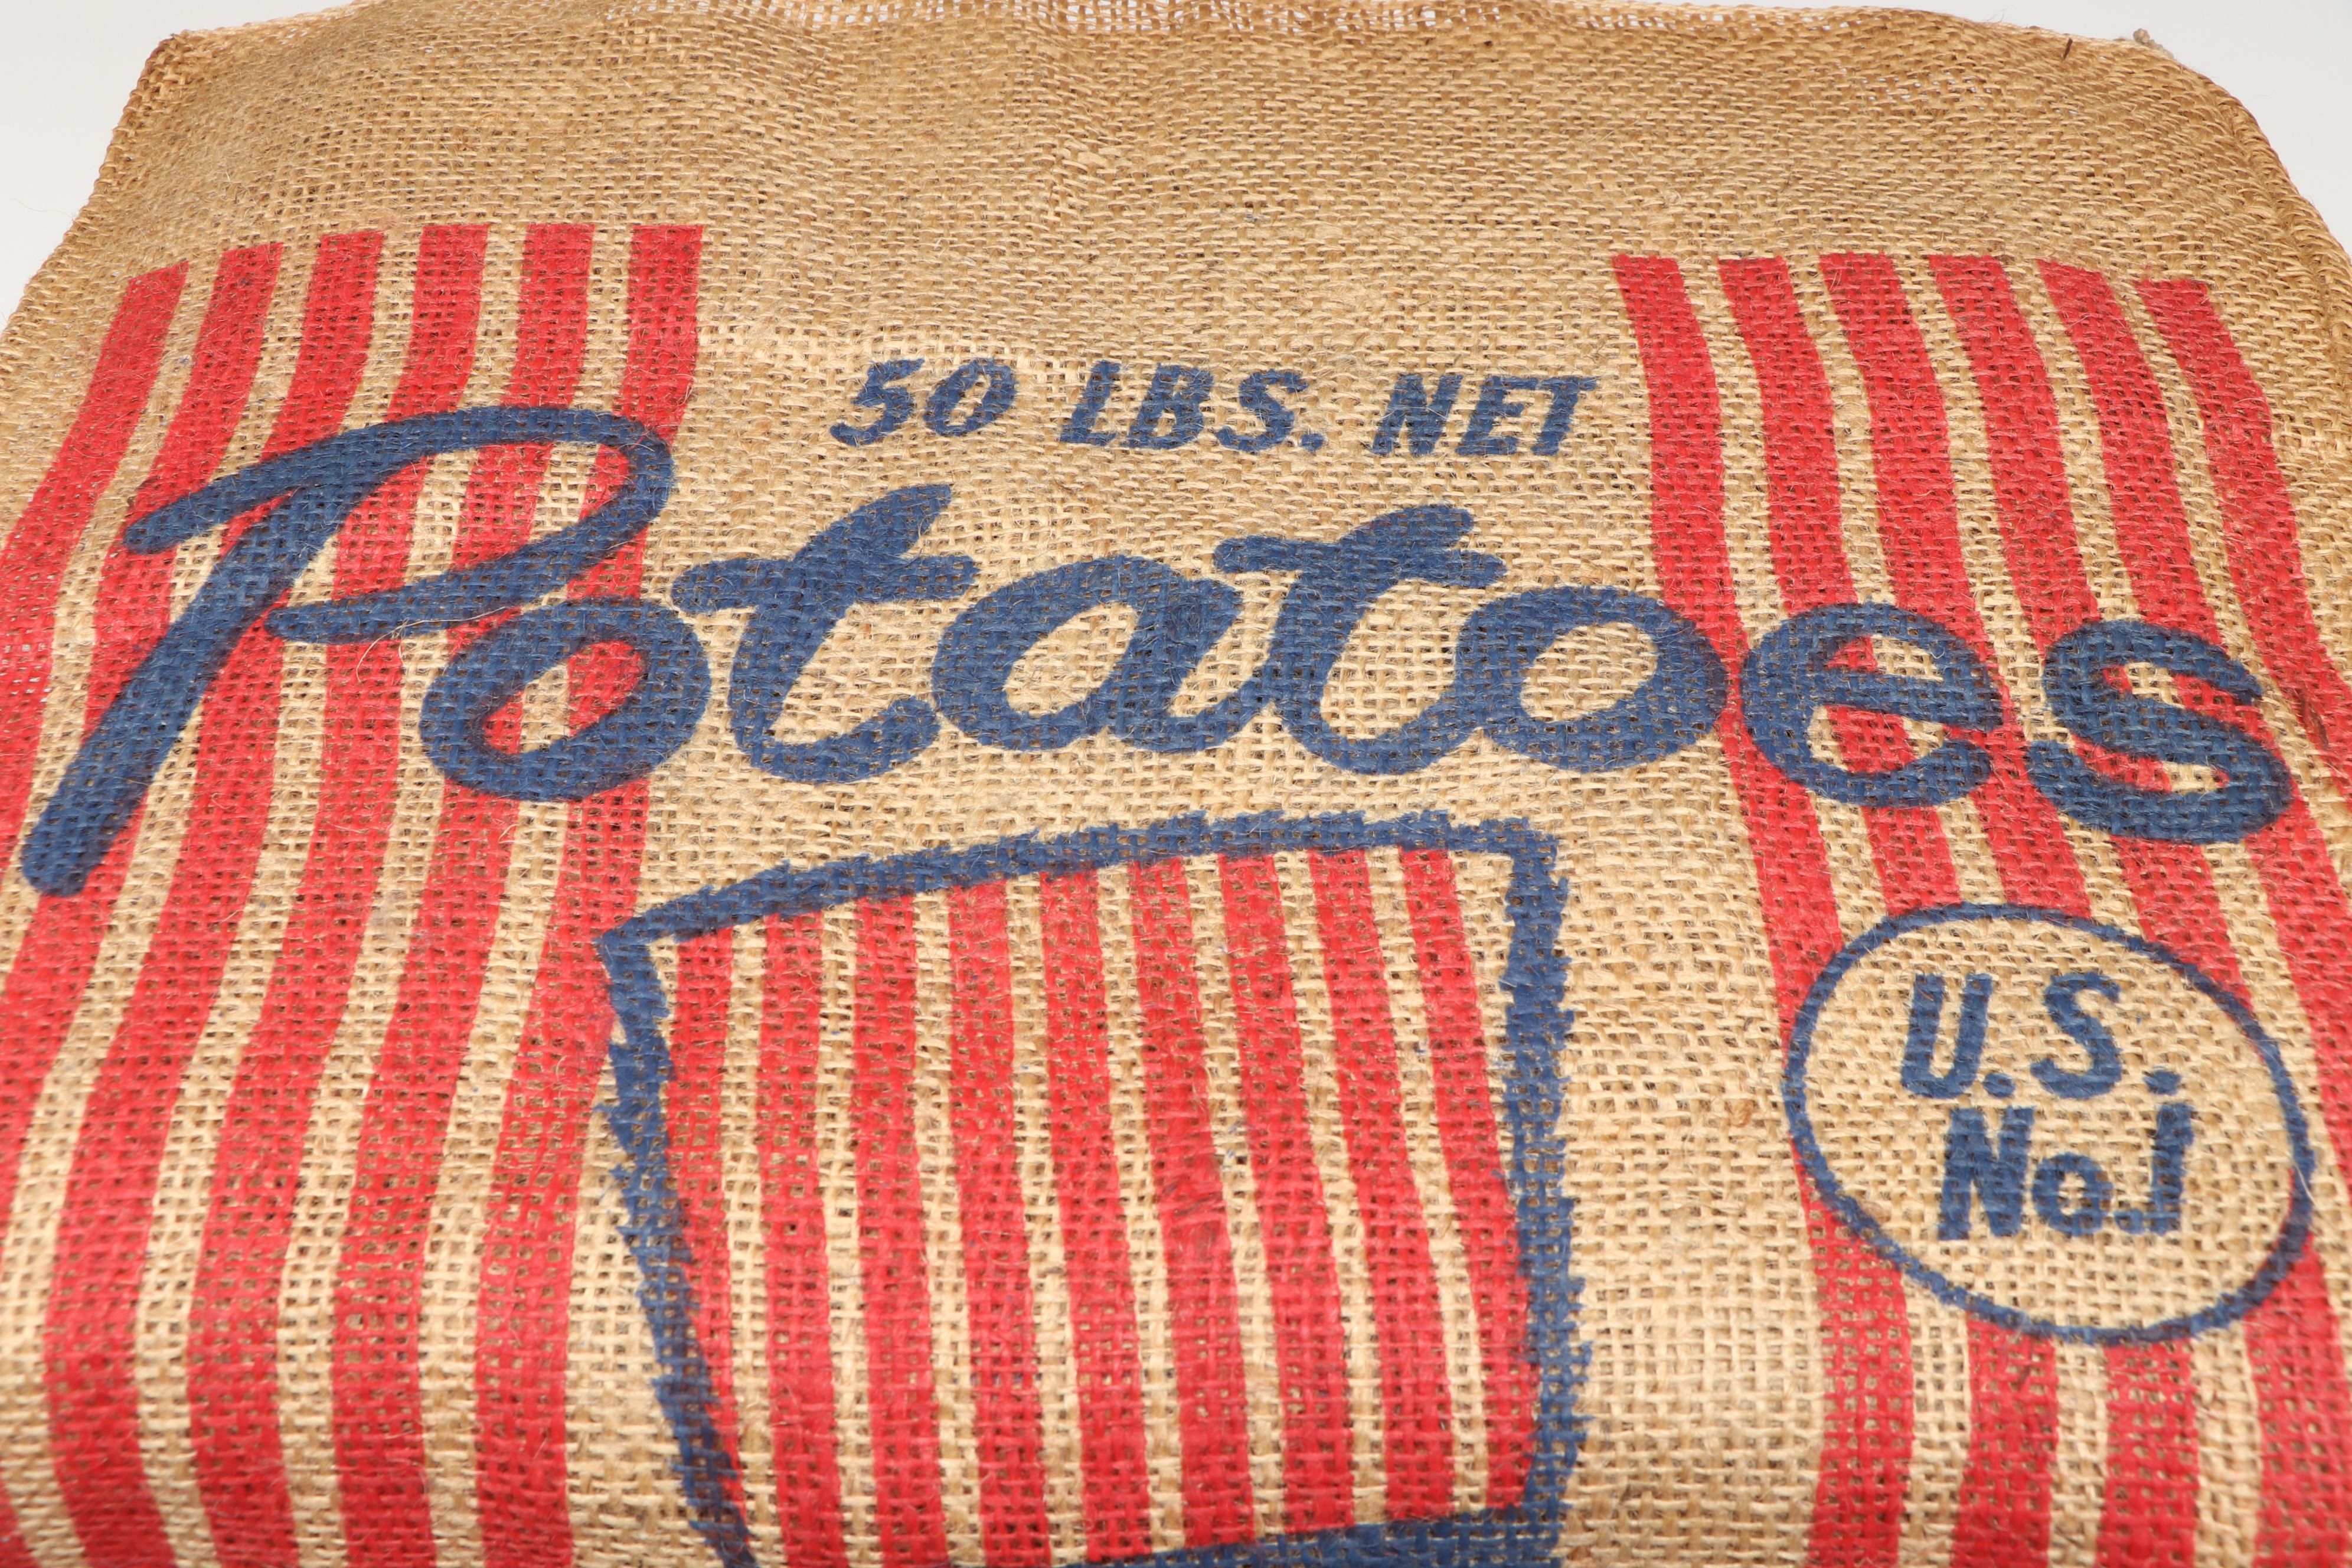 50 LBS. NET
Potatoes
U.S.
No.1